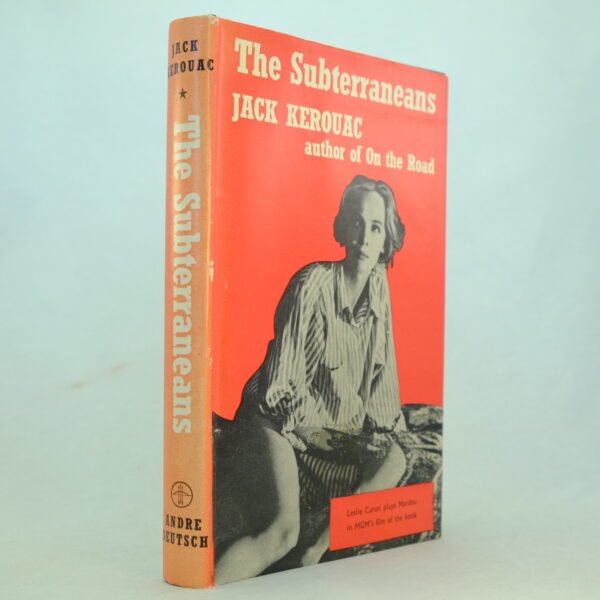 JACK
KEROUAC
The Subterraneans
ANDRE
DEUTSCH
The Subterraneans
JACK KEROUAC
author of On the Road
Leslie Caron plays Mardou
in MGM's film of the book